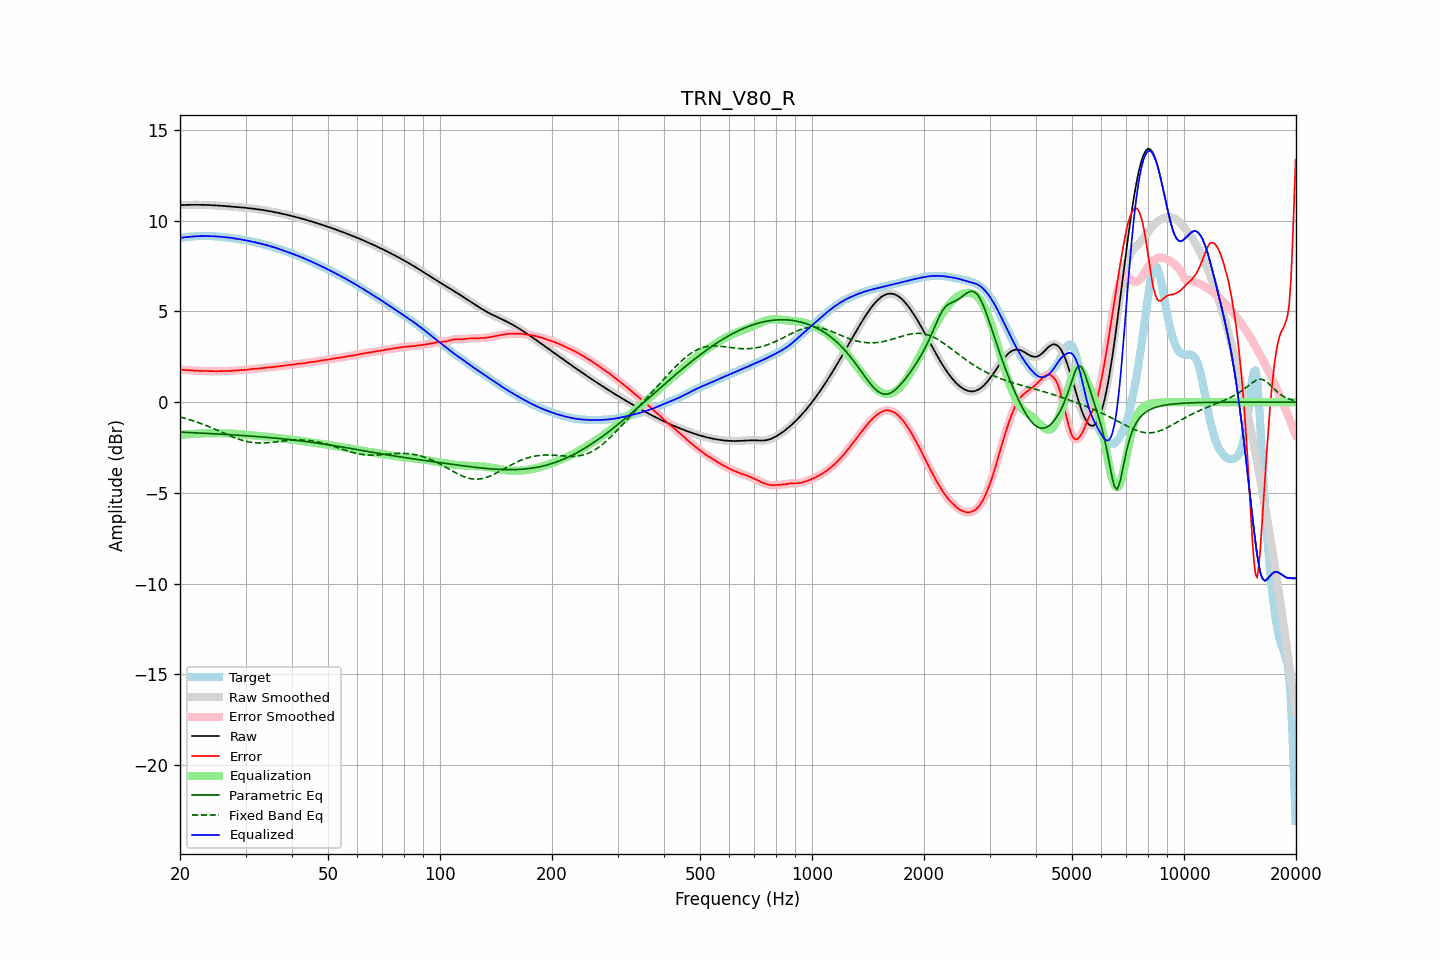 TRN_V80_R
15
10
5
0
−5
−10
−15
−20
Amplitude (dBr)
Target
Raw Smoothed
Error Smoothed
Raw
Error
Equalization
Parametric Eq
Fixed Band Eq
Equalized
20 50 100 200 500 1000 2000 5000 10000 20000
Frequency (Hz)